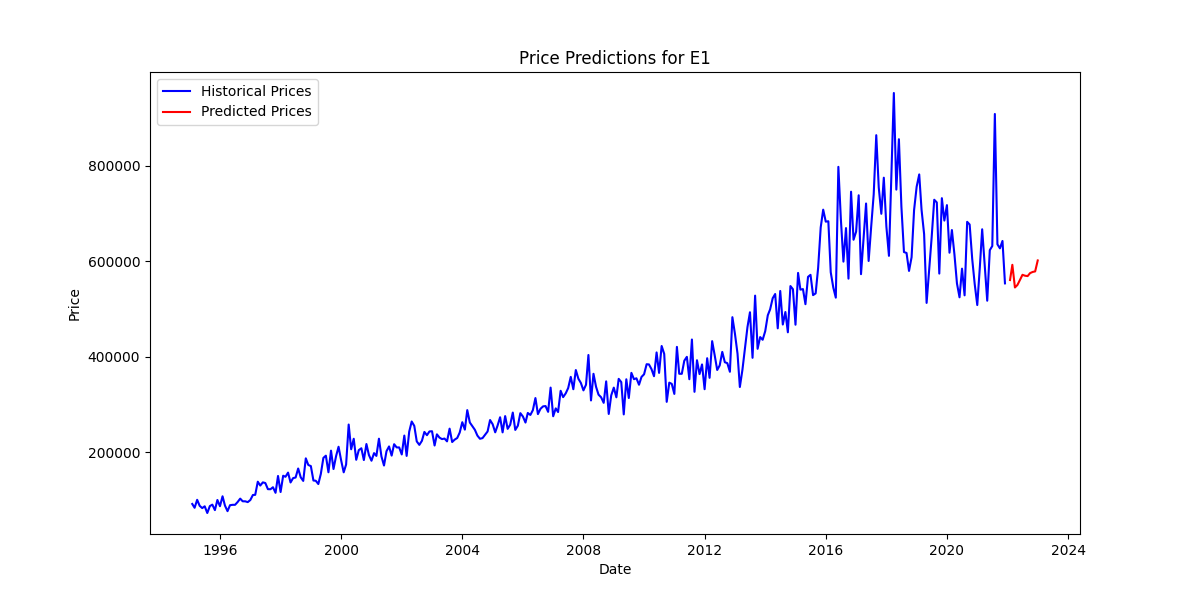 Price Predictions for E1
Historical Prices
Predicted Prices
800000
600000
400000
200000
Price
1996 2000 2004 2008 2012 2016 2020 2024
Date